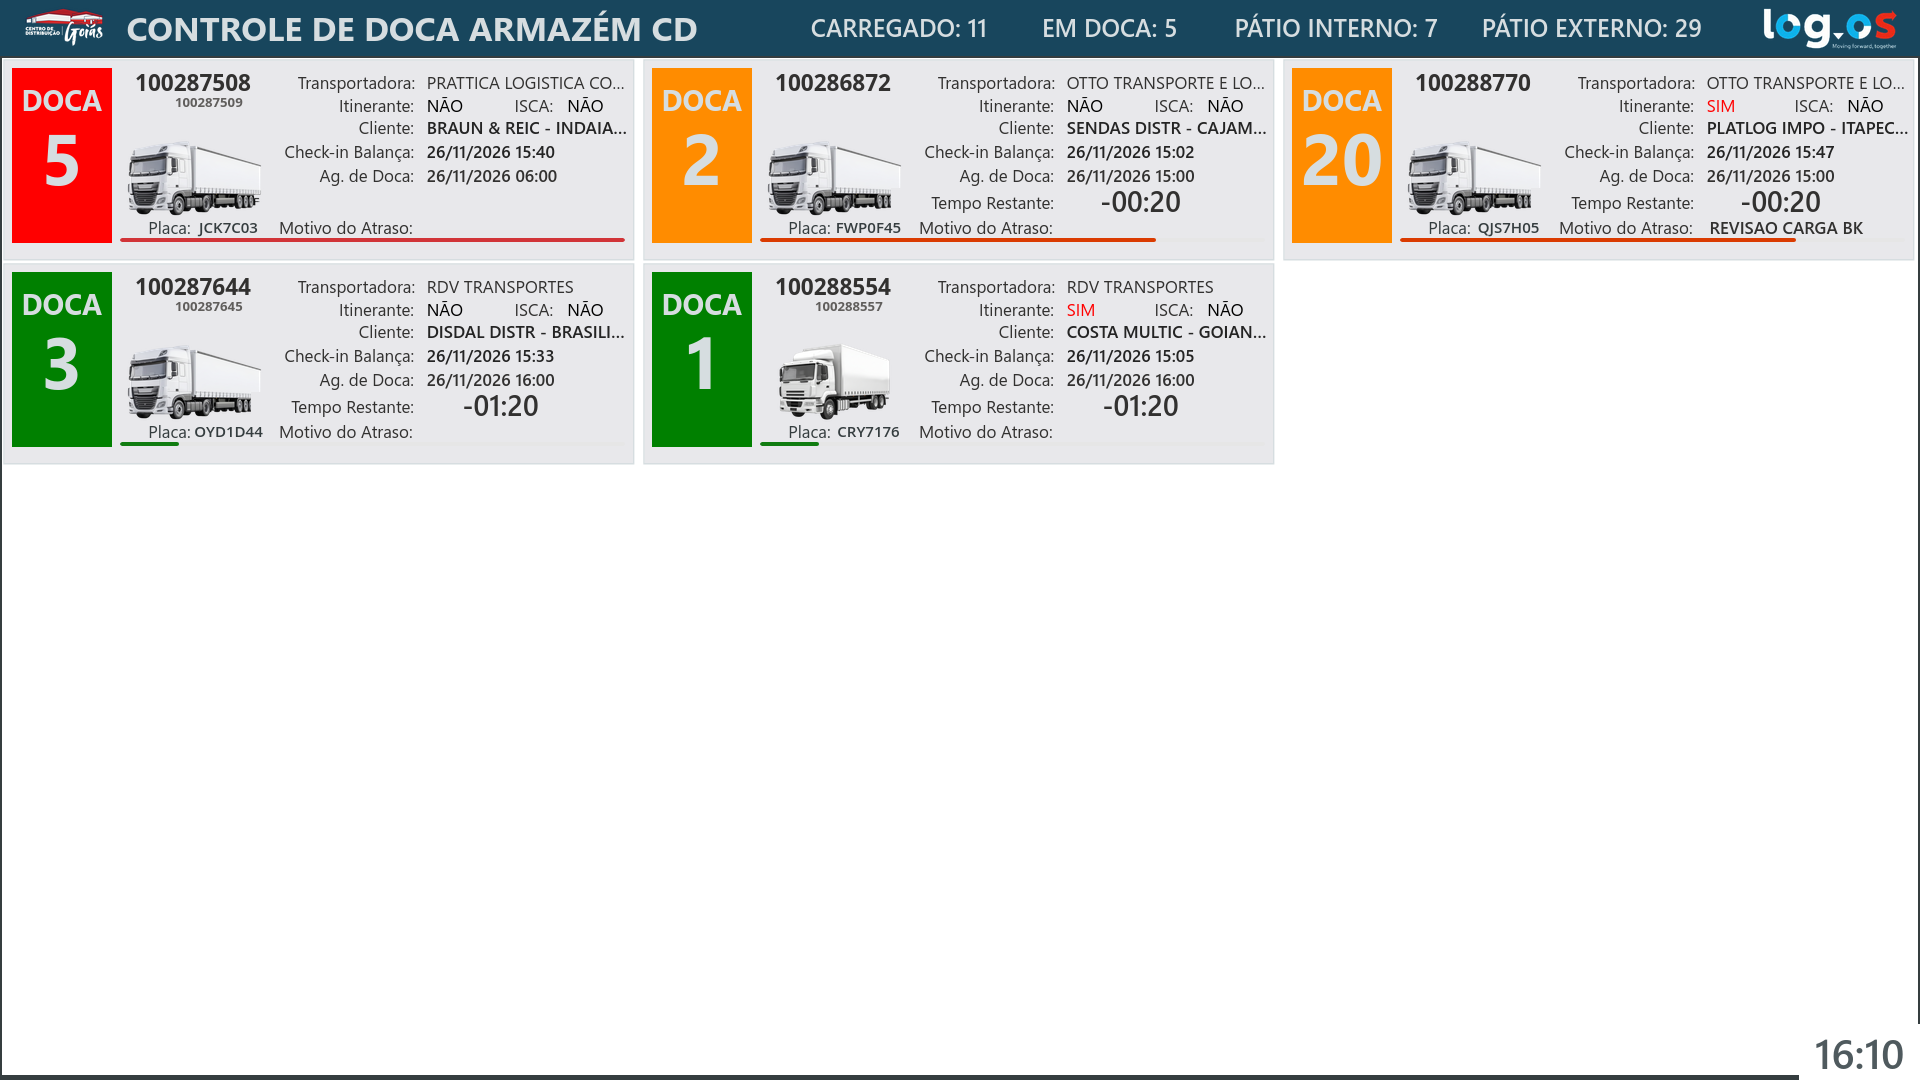 CENTRO DE DISTRIBUIÇÃO Goiás
CONTROLE DE DOCA ARMAZÉM CD
CARREGADO: 11
EM DOCA: 5
PÁTIO INTERNO: 7
PÁTIO EXTERNO: 29
log.os
Moving forward, together
DOCA
5
100287508
100287509
Transportadora: PRATTICA LOGISTICA CO...
Itinerante: NÃO ISCA: NÃO
Cliente: BRAUN & REIC - INDAIA...
Check-in Balança: 26/11/2026 15:40
Ag. de Doca: 26/11/2026 06:00
Placa: JCK7C03 Motivo do Atraso:
DOCA
2
100286872
Transportadora: OTTO TRANSPORTE E LO...
Itinerante: NÃO ISCA: NÃO
Cliente: SENDAS DISTR - CAJAM...
Check-in Balança: 26/11/2026 15:02
Ag. de Doca: 26/11/2026 15:00
Tempo Restante: -00:20
Placa: FWP0F45 Motivo do Atraso:
DOCA
20
100288770
Transportadora: OTTO TRANSPORTE E LO...
Itinerante: SIM ISCA: NÃO
Cliente: PLATLOG IMPO - ITAPEC...
Check-in Balança: 26/11/2026 15:47
Ag. de Doca: 26/11/2026 15:00
Tempo Restante: -00:20
Placa: QJS7H05 Motivo do Atraso: REVISAO CARGA BK
DOCA
3
100287644
100287645
Transportadora: RDV TRANSPORTES
Itinerante: NÃO ISCA: NÃO
Cliente: DISDAL DISTR - BRASILI...
Check-in Balança: 26/11/2026 15:33
Ag. de Doca: 26/11/2026 16:00
Tempo Restante: -01:20
Placa: OYD1D44 Motivo do Atraso:
DOCA
1
100288554
100288557
Transportadora: RDV TRANSPORTES
Itinerante: SIM ISCA: NÃO
Cliente: COSTA MULTIC - GOIAN...
Check-in Balança: 26/11/2026 15:05
Ag. de Doca: 26/11/2026 16:00
Tempo Restante: -01:20
Placa: CRY7176 Motivo do Atraso:
16:10